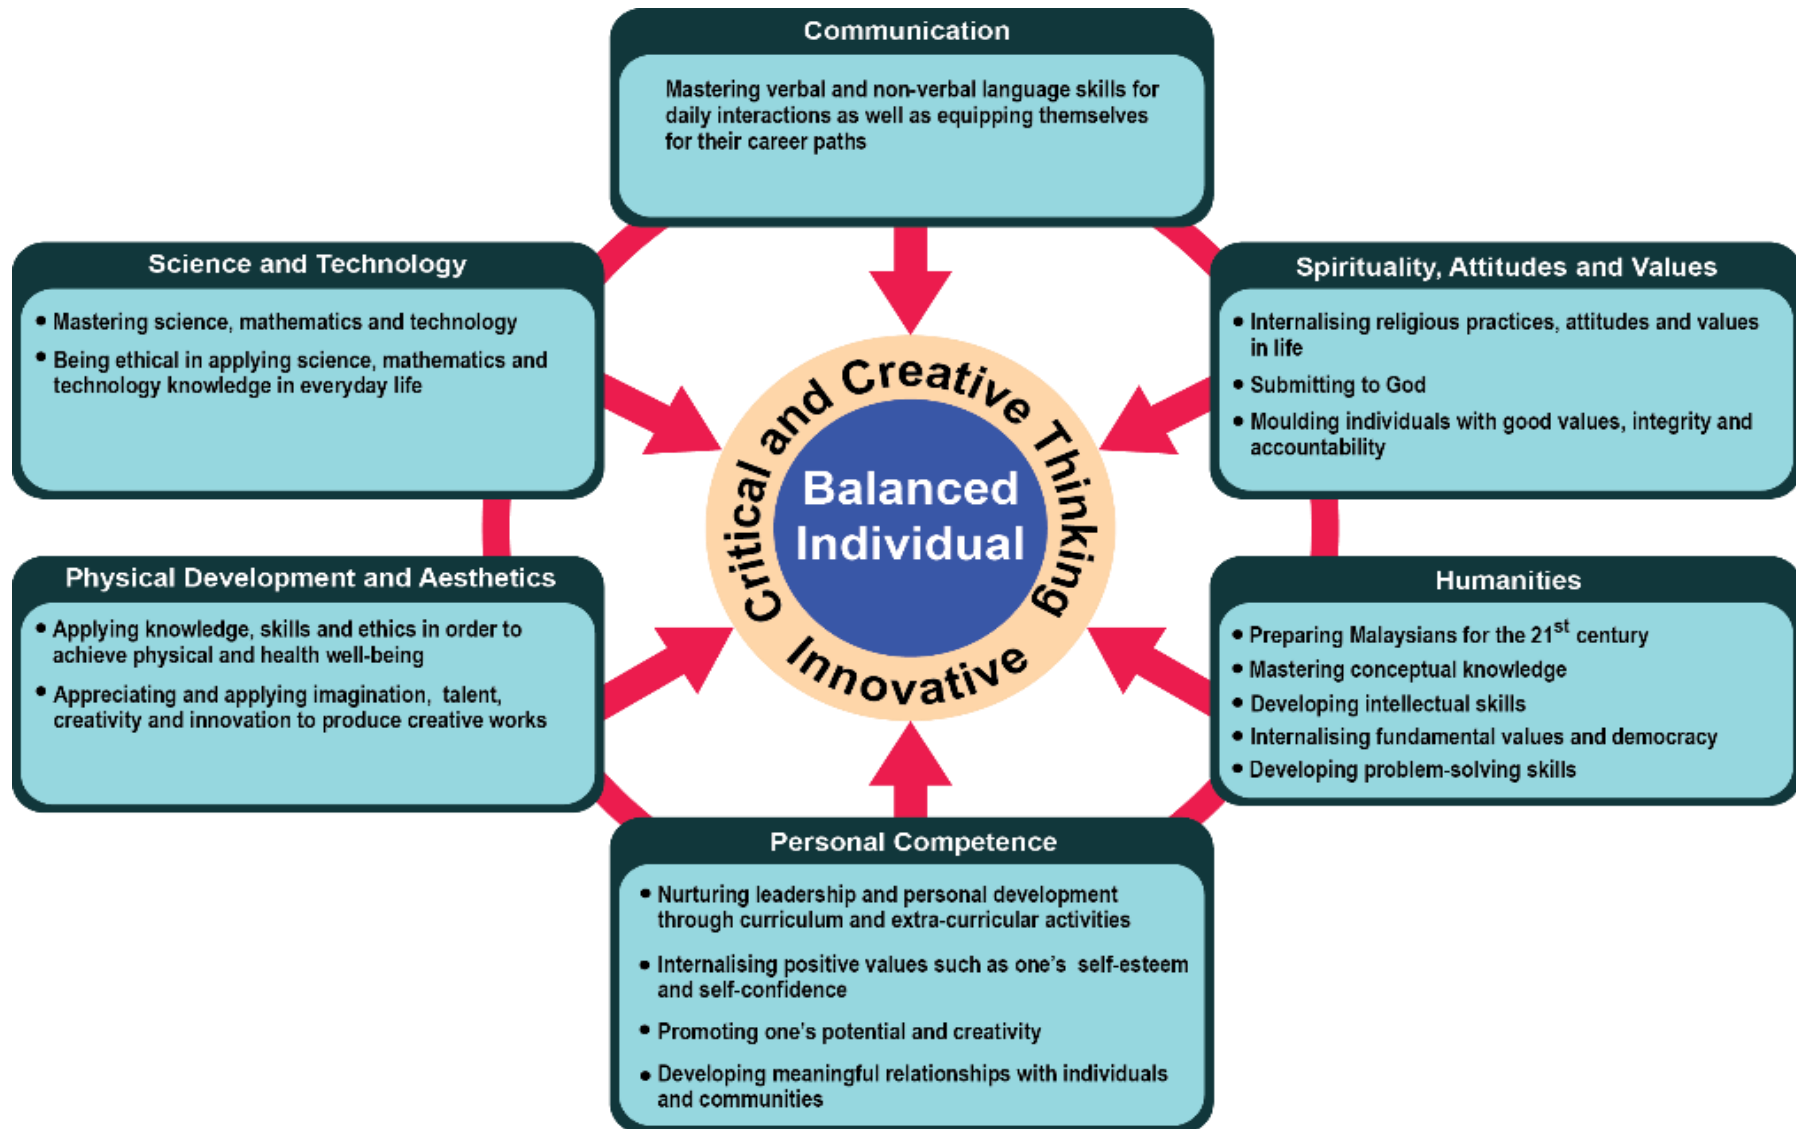 Communication
Mastering verbal and non-verbal language skills for
daily interactions as well as equipping themselves
for their career paths
Science and Technology
• Mastering science, mathematics and technology
• Being ethical in applying science, mathematics and
technology knowledge in everyday life
Spirituality, Attitudes and Values
• Internalising religious practices, attitudes and values
in life
• Submitting to God
• Moulding individuals with good values, integrity and
accountability
Critical and Creative Thinking
Balanced
Individual
Innovative
Physical Development and Aesthetics
• Applying knowledge, skills and ethics in order to
achieve physical and health well-being
• Appreciating and applying imagination, talent,
creativity and innovation to produce creative works
Humanities
• Preparing Malaysians for the 21st century
• Mastering conceptual knowledge
• Developing intellectual skills
• Internalising fundamental values and democracy
• Developing problem-solving skills
Personal Competence
• Nurturing leadership and personal development
through curriculum and extra-curricular activities
• Internalising positive values such as one's self-esteem
and self-confidence
• Promoting one's potential and creativity
• Developing meaningful relationships with individuals
and communities